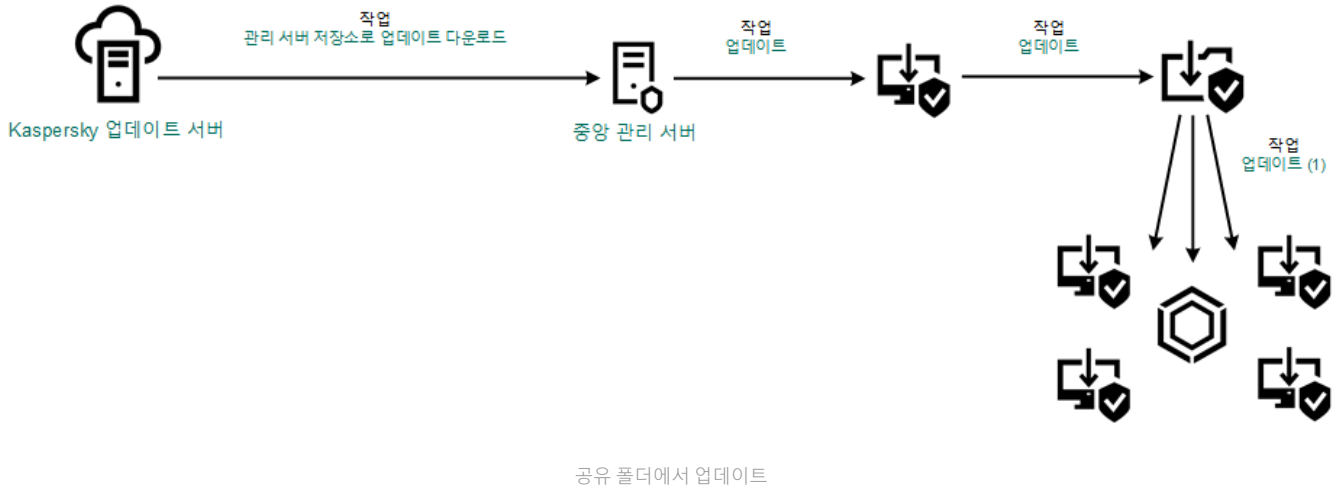 작업
관리 서버 저장소로 업데이트 다운로드
작업
업데이트
작업
업데이트
Kaspersky 업데이트 서버
중앙 관리 서버
작업
업데이트 (1)
공유 폴더에서 업데이트